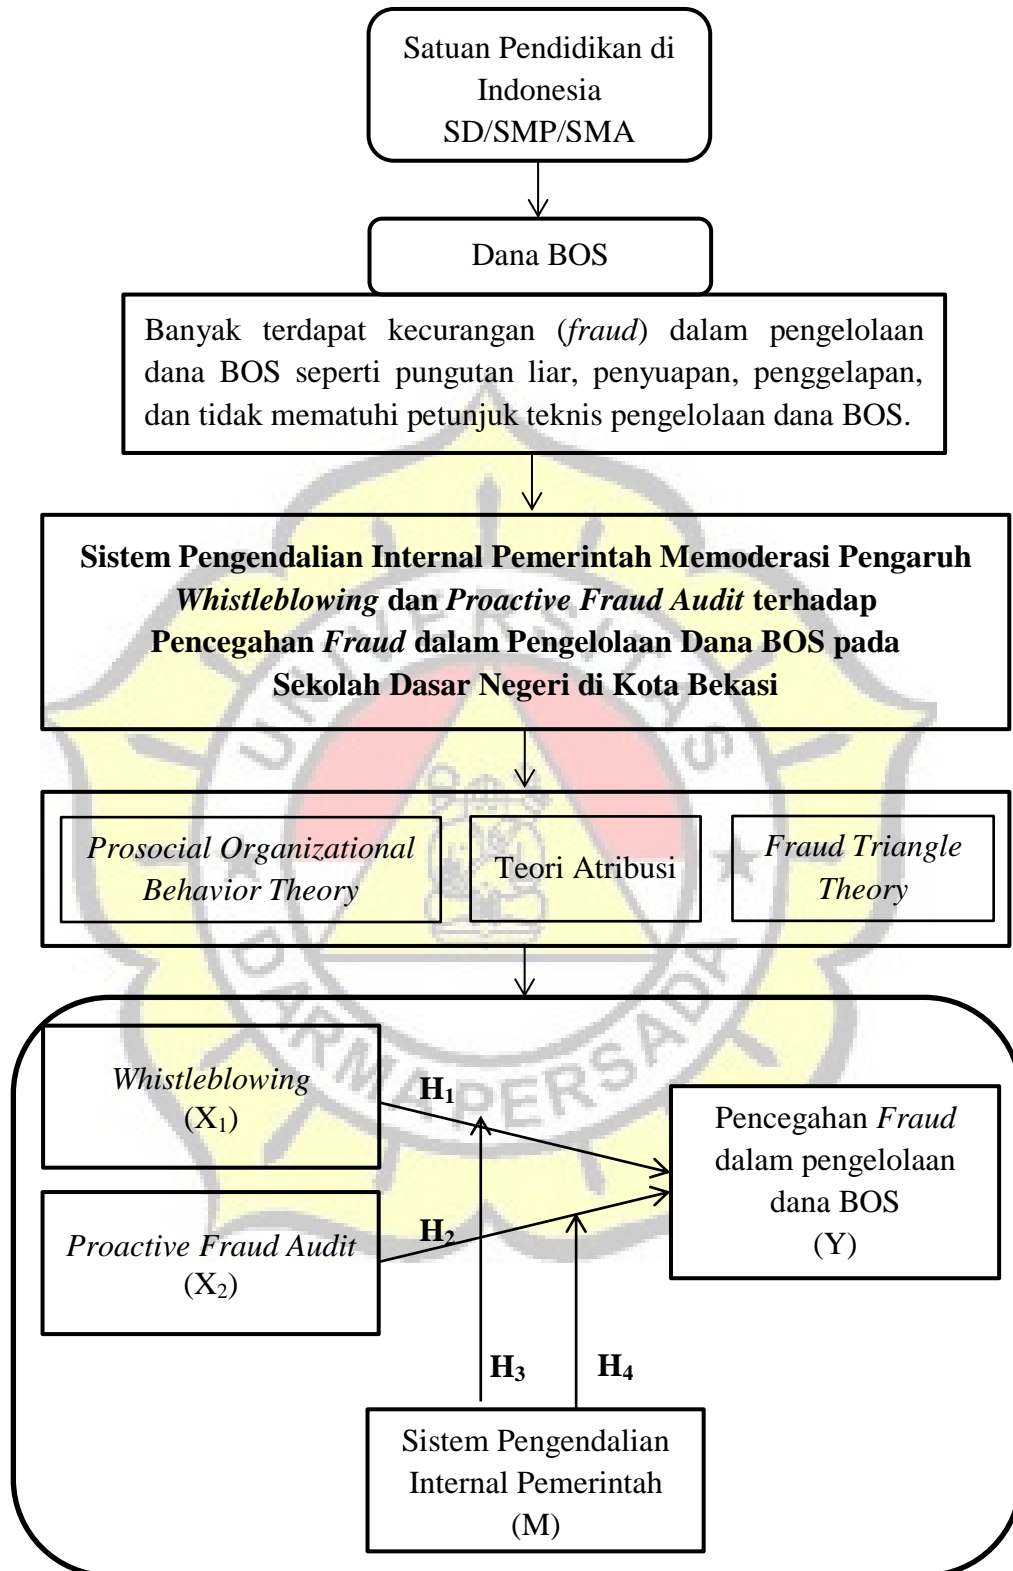 Satuan Pendidikan di
Indonesia
SD/SMP/SMA
Dana BOS
Banyak terdapat kecurangan (fraud) dalam pengelolaan
dana BOS seperti pungutan liar, penyuapan, penggelapan,
dan tidak mematuhi petunjuk teknis pengelolaan dana BOS.
Sistem Pengendalian Internal Pemerintah Memoderasi Pengaruh
Whistleblowing dan Proactive Fraud Audit terhadap
Pencegahan Fraud dalam Pengelolaan Dana BOS pada
Sekolah Dasar Negeri di Kota Bekasi
UNIVERSITAS
Prosocial Organizational
Behavior Theory
Teori Atribusi
Fraud Triangle
Theory
DARMA PERSADA
Whistleblowing
(X₁)
H₁
Pencegahan Fraud
dalam pengelolaan
dana BOS
(Y)
Proactive Fraud Audit
(X₂)
H₂
H₃
H₄
Sistem Pengendalian
Internal Pemerintah
(M)